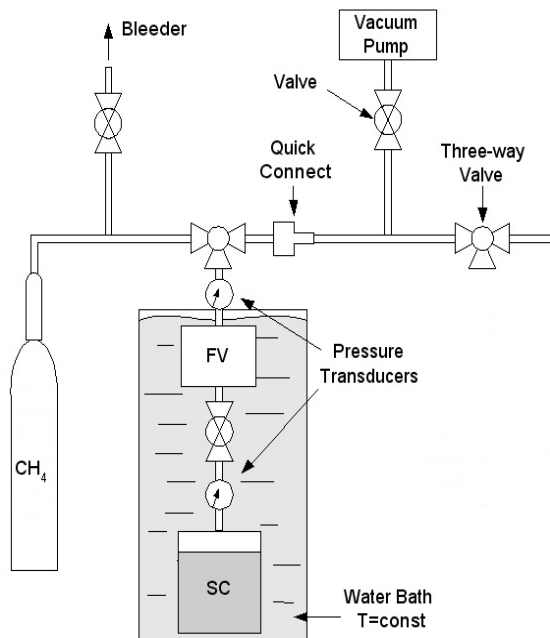 Bleeder
Vacuum
Pump
Valve
Quick
Connect
Three-way
Valve
FV
Pressure
Transducers
CH₄
SC
Water Bath
T=const